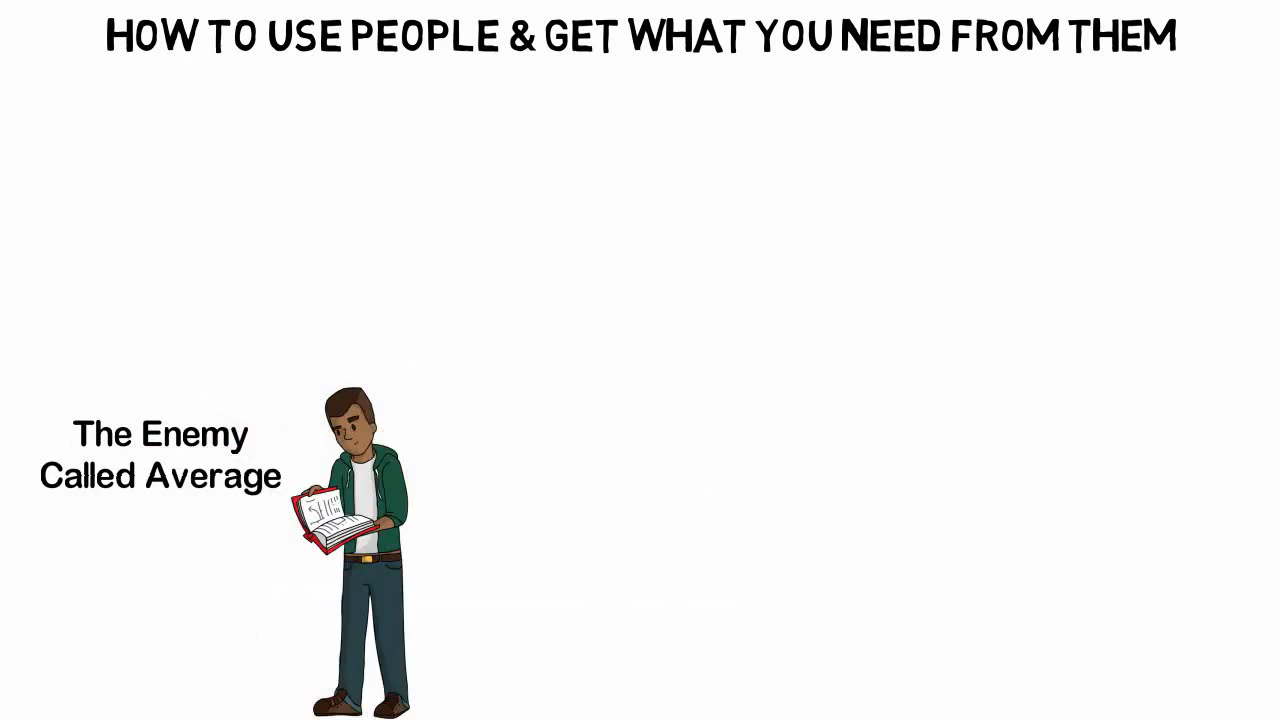 HOW TO USE PEOPLE & GET WHAT YOU NEED FROM THEM
The Enemy
Called Average